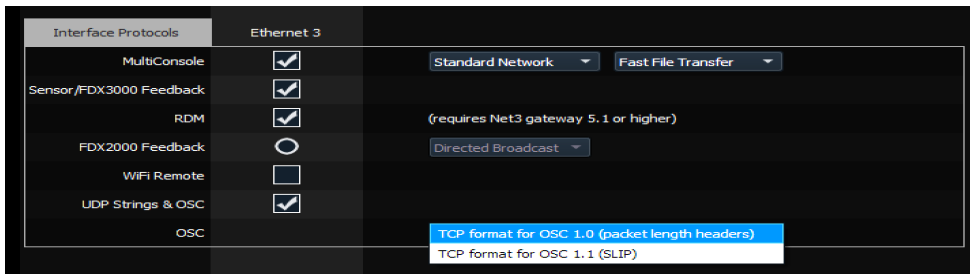 Interface Protocols Ethernet 3
MultiConsole Standard Network Fast File Transfer
Sensor/FDX3000 Feedback
RDM (requires Net3 gateway 5.1 or higher)
FDX2000 Feedback Directed Broadcast
WiFi Remote
UDP Strings & OSC
OSC TCP format for OSC 1.0 (packet length headers)
TCP format for OSC 1.1 (SLIP)